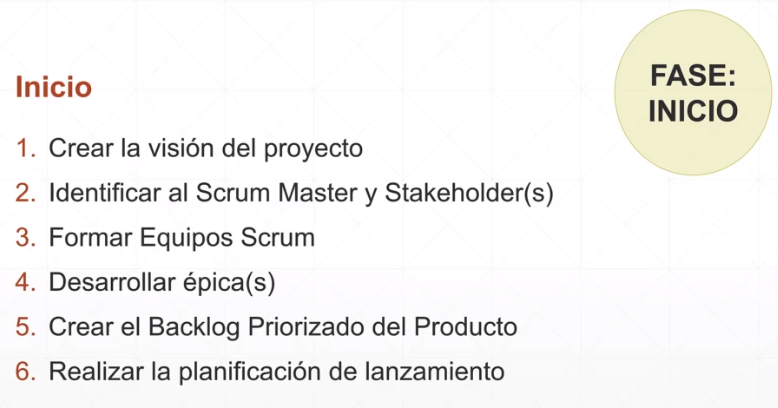 Inicio
FASE:
INICIO
1. Crear la visión del proyecto
2. Identificar al Scrum Master y Stakeholder(s)
3. Formar Equipos Scrum
4. Desarrollar épica(s)
5. Crear el Backlog Priorizado del Producto
6. Realizar la planificación de lanzamiento